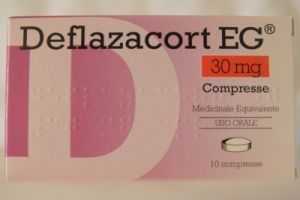 Deflazacort EG®
30 mg
Compresse
Medicinale Equivalente
USO ORALE
10 compresse